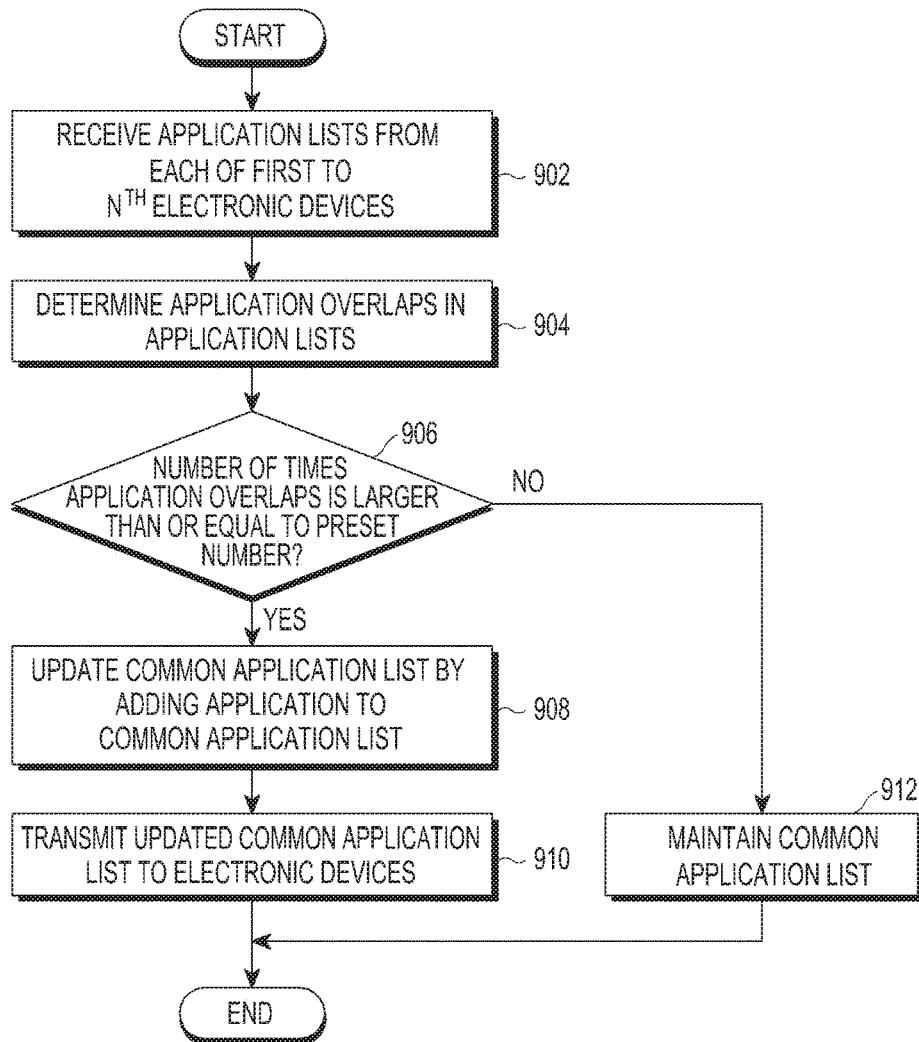 START
RECEIVE APPLICATION LISTS FROM
EACH OF FIRST TO
NTH ELECTRONIC DEVICES
902
DETERMINE APPLICATION OVERLAPS IN
APPLICATION LISTS
904
906
NUMBER OF TIMES
APPLICATION OVERLAPS IS LARGER
THAN OR EQUAL TO PRESET
NUMBER?
NO
YES
UPDATE COMMON APPLICATION LIST BY
ADDING APPLICATION TO
COMMON APPLICATION LIST
908
TRANSMIT UPDATED COMMON APPLICATION
LIST TO ELECTRONIC DEVICES
910
912
MAINTAIN COMMON
APPLICATION LIST
END